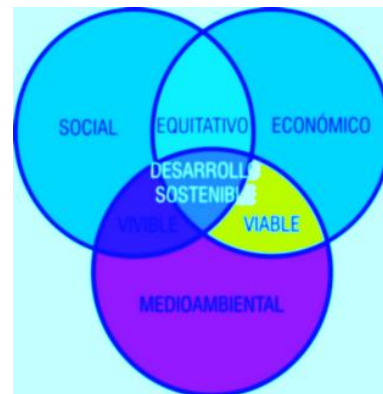 SOCIAL
EQUITATIVO
ECONÓMICO
DESARROLLO
SOSTENIBLE
VIVIBLE
VIABLE
MEDIOAMBIENTAL